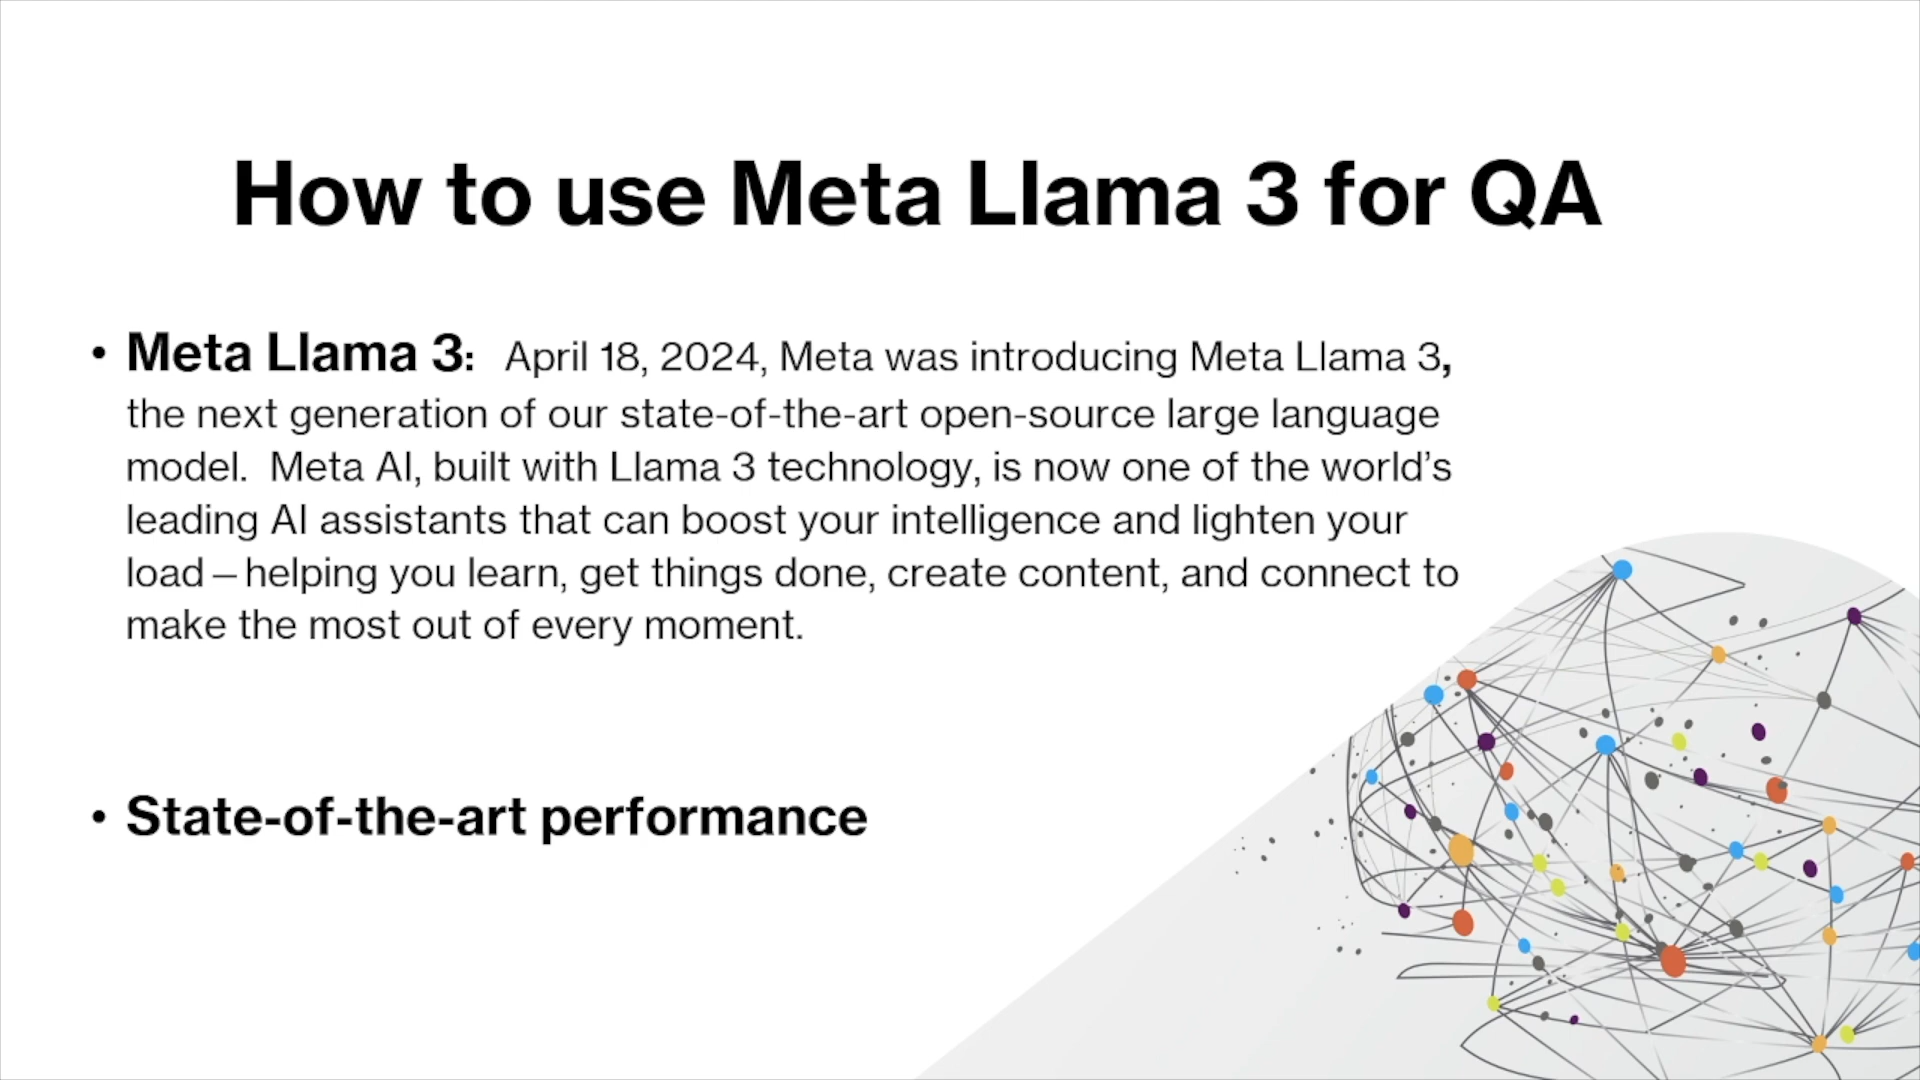 How to use Meta Llama 3 for QA
• Meta Llama 3: April 18, 2024, Meta was introducing Meta Llama 3,
the next generation of our state-of-the-art open-source large language
model. Meta AI, built with Llama 3 technology, is now one of the world’s
leading AI assistants that can boost your intelligence and lighten your
load – helping you learn, get things done, create content, and connect to
make the most out of every moment.
• State-of-the-art performance